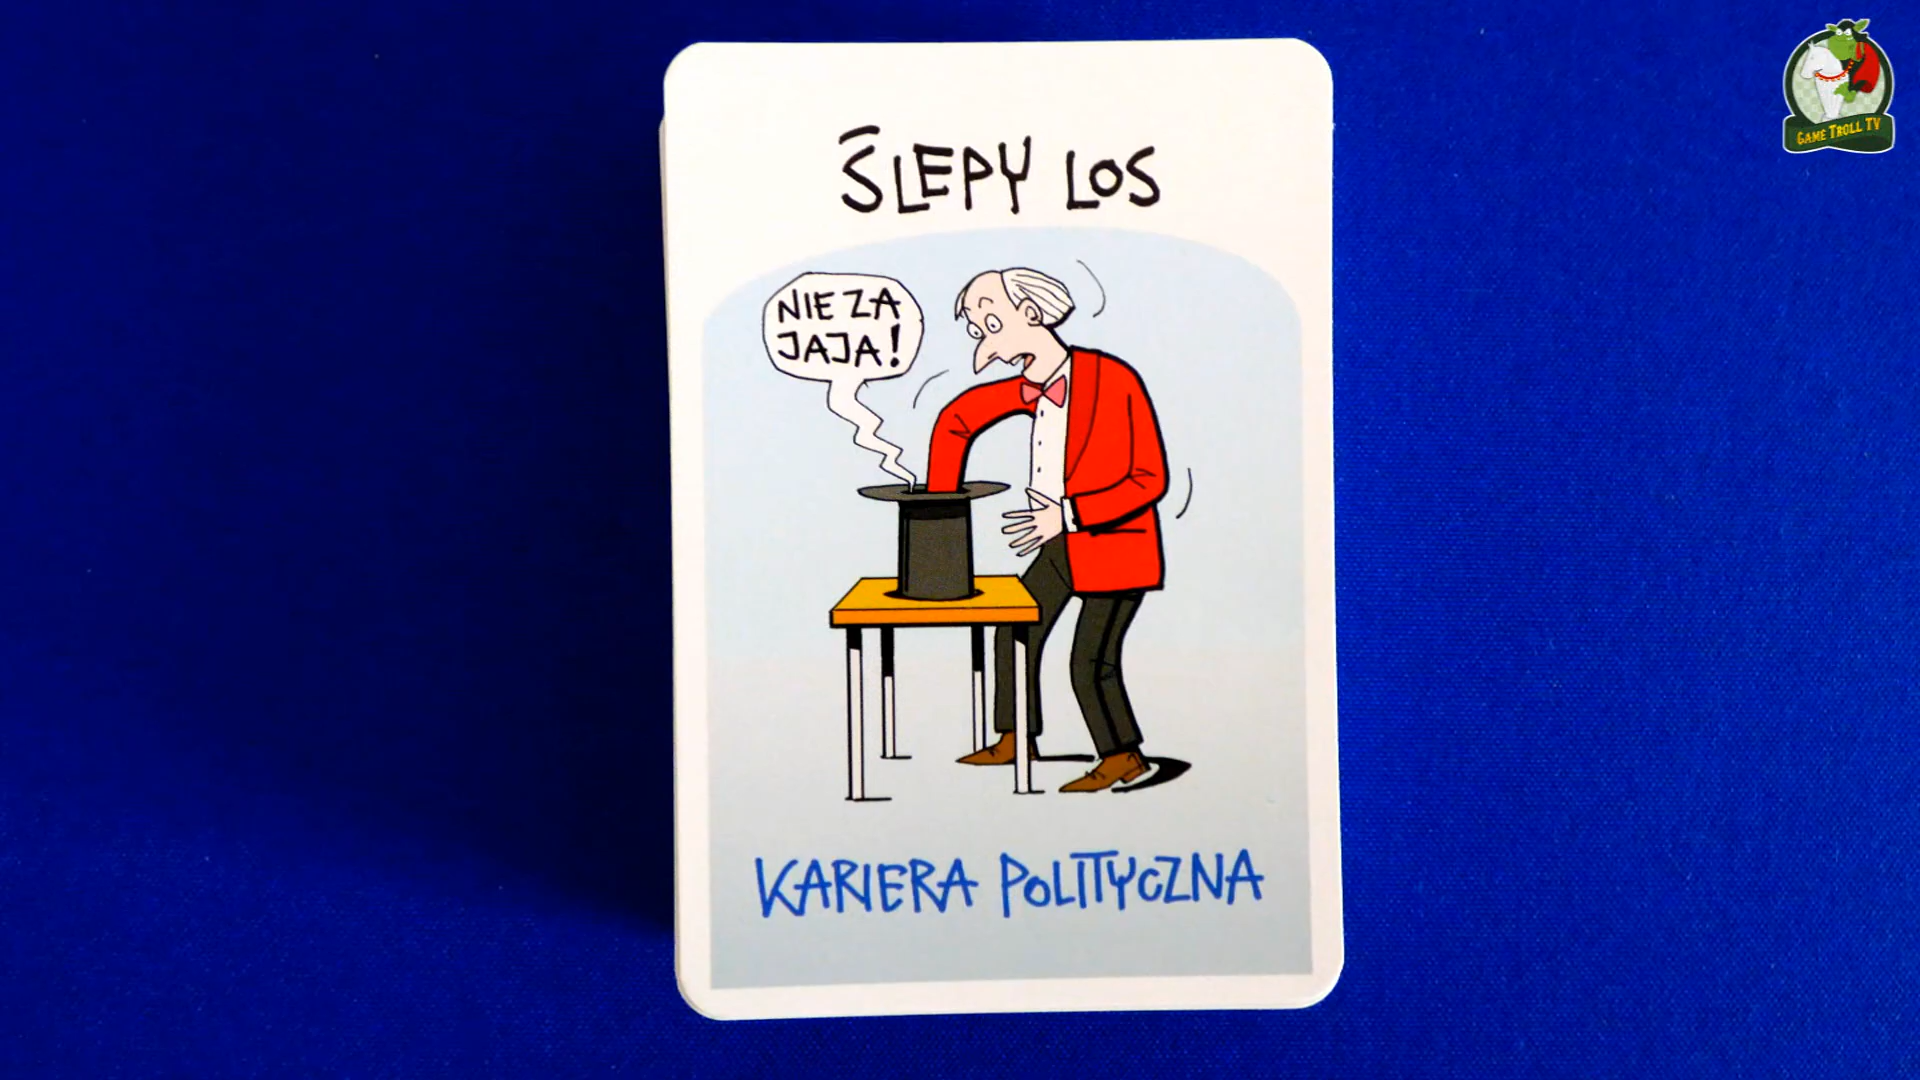 ŚLEPY LOS
NIE ZA
JAJA!
KARIERA POLITYCZNA
GAME TROLL TV